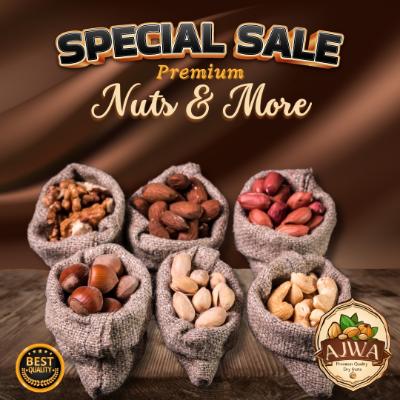 SPECIAL SALE
Premium
Nuts & More
BEST
QUALITY
AJWA
Premium Quality
Dry fruits